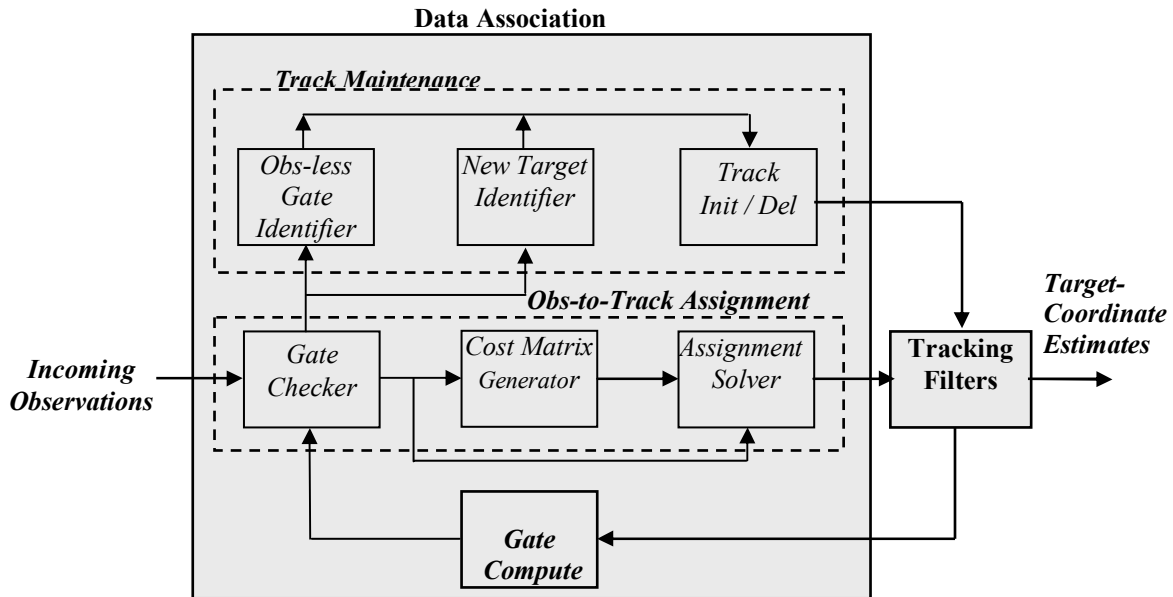 Data Association
Track Maintenance
Obs-less
Gate
Identifier
New Target
Identifier
Track
Init / Del
Obs-to-Track Assignment
Target-
Coordinate
Estimates
Incoming
Observations
Gate
Checker
Cost Matrix
Generator
Assignment
Solver
Tracking
Filters
Gate
Compute